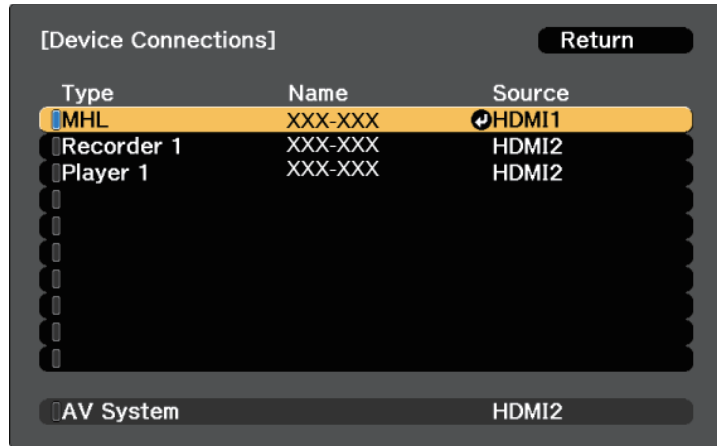 [Device Connections] Return
Type Name Source
MHL XXX-XXX HDMI1
Recorder 1 XXX-XXX HDMI2
Player 1 XXX-XXX HDMI2
AV System HDMI2